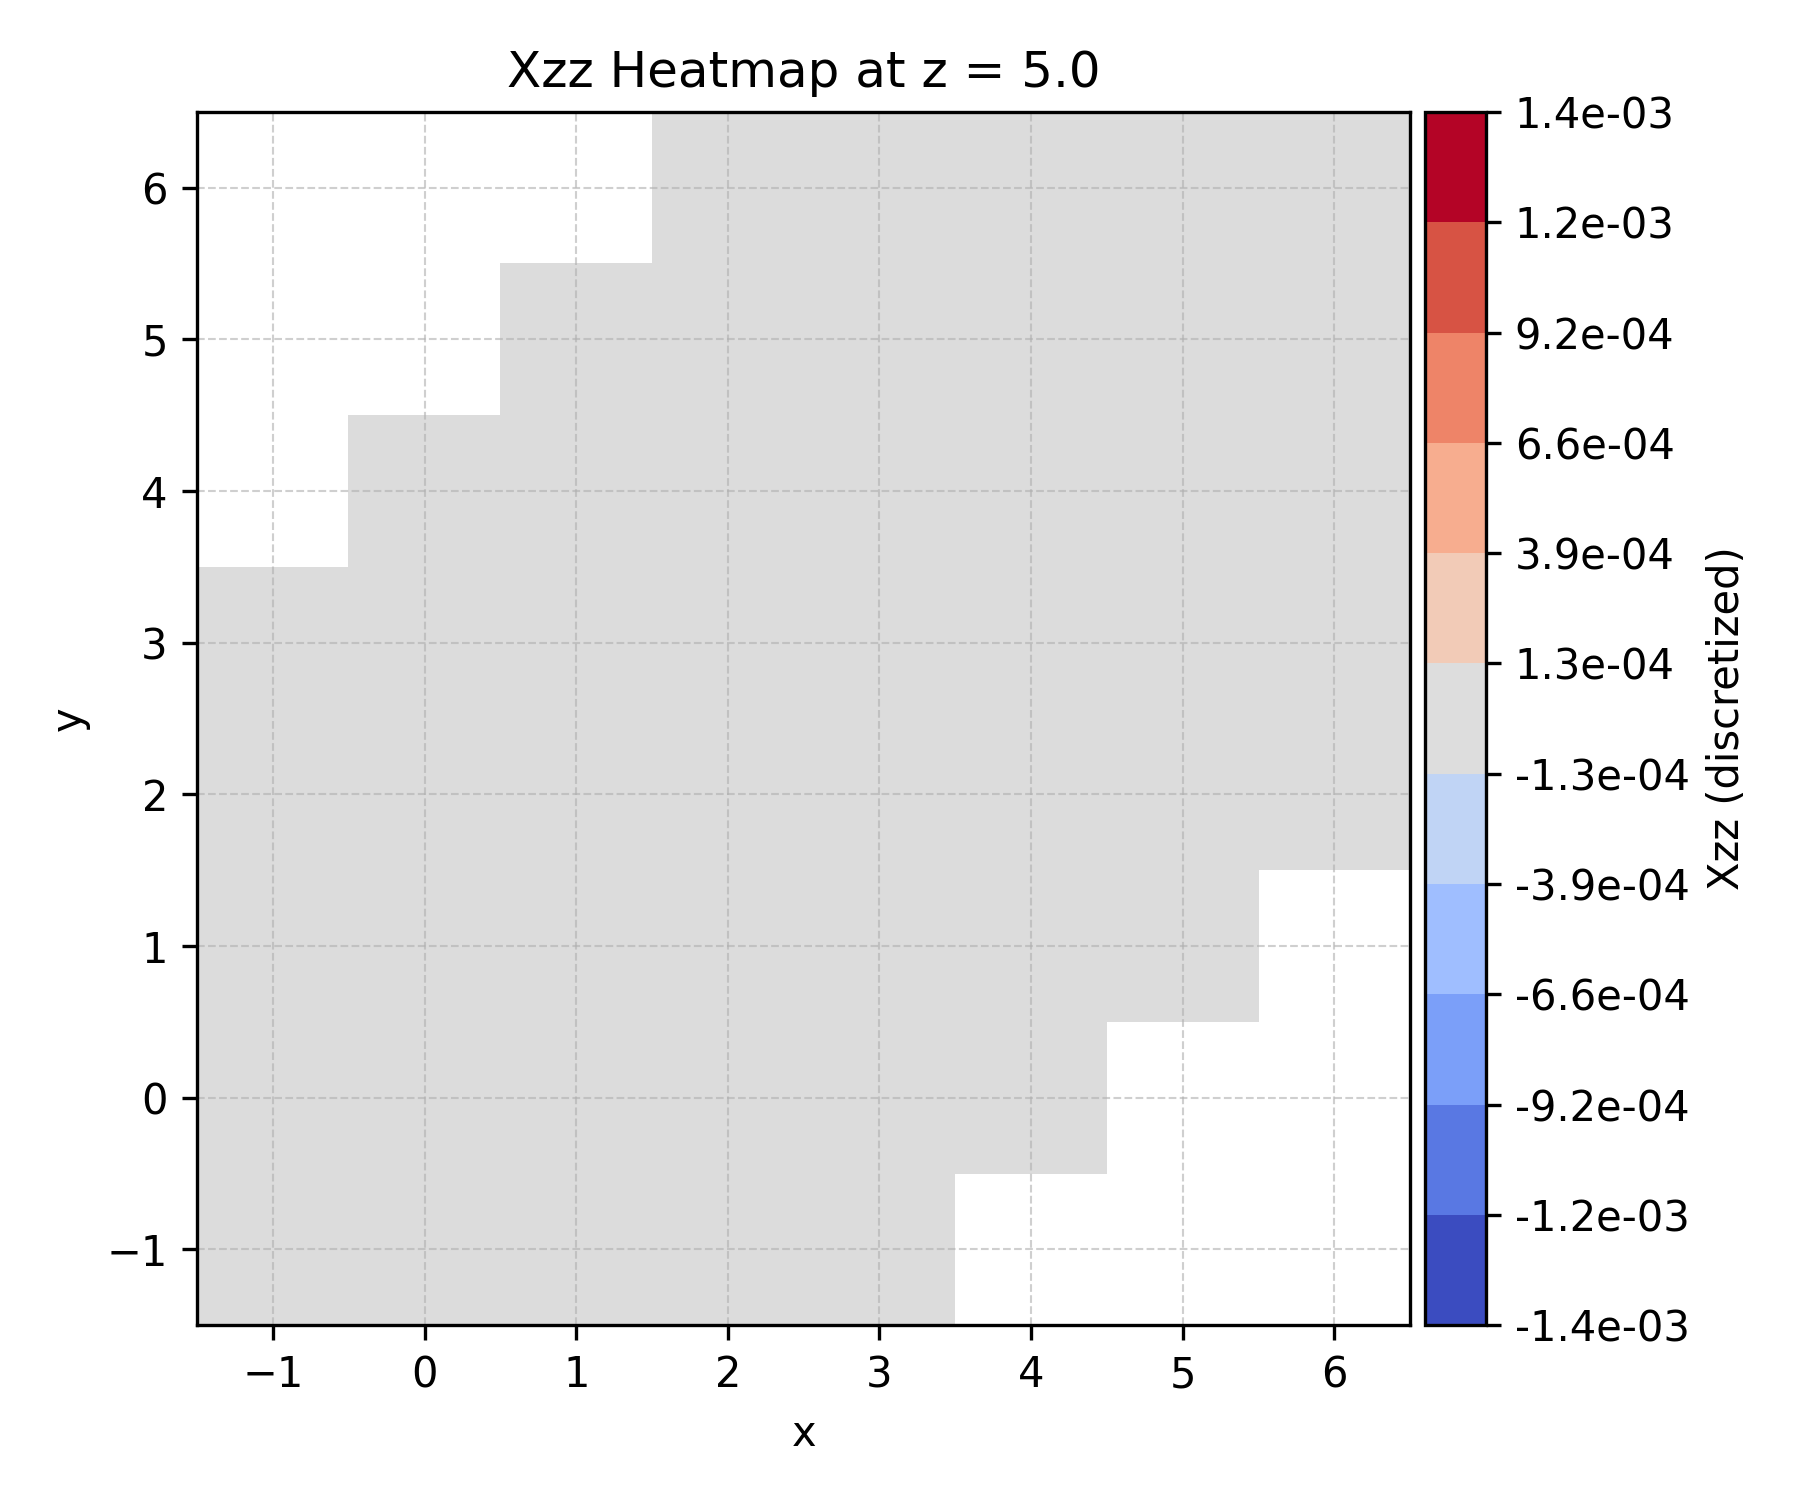 Xzz Heatmap at z = 5.0
6
5
4
3
2
1
0
−1
y
−1 0 1 2 3 4 5 6
x
1.4e-03
1.2e-03
9.2e-04
6.6e-04
3.9e-04
1.3e-04
-1.3e-04
-3.9e-04
-6.6e-04
-9.2e-04
-1.2e-03
-1.4e-03
Xzz (discretized)